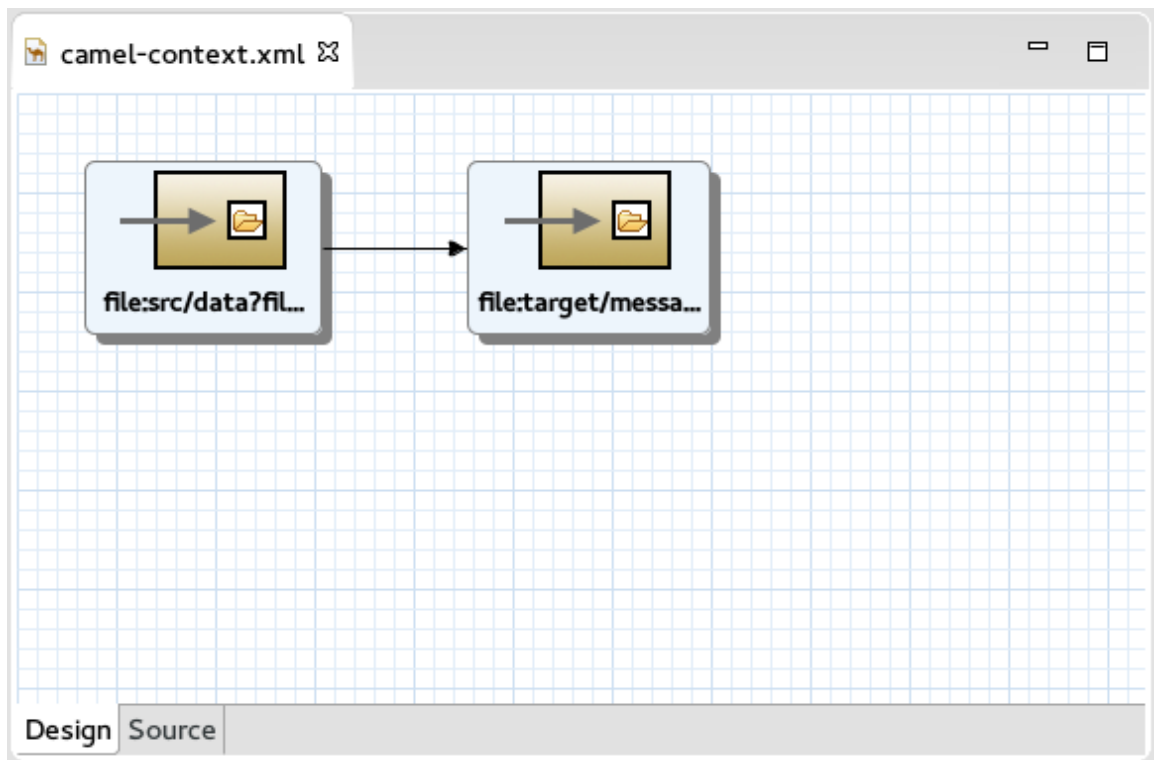 camel-context.xml
file:src/data?fil...
file:target/messa...
Design
Source